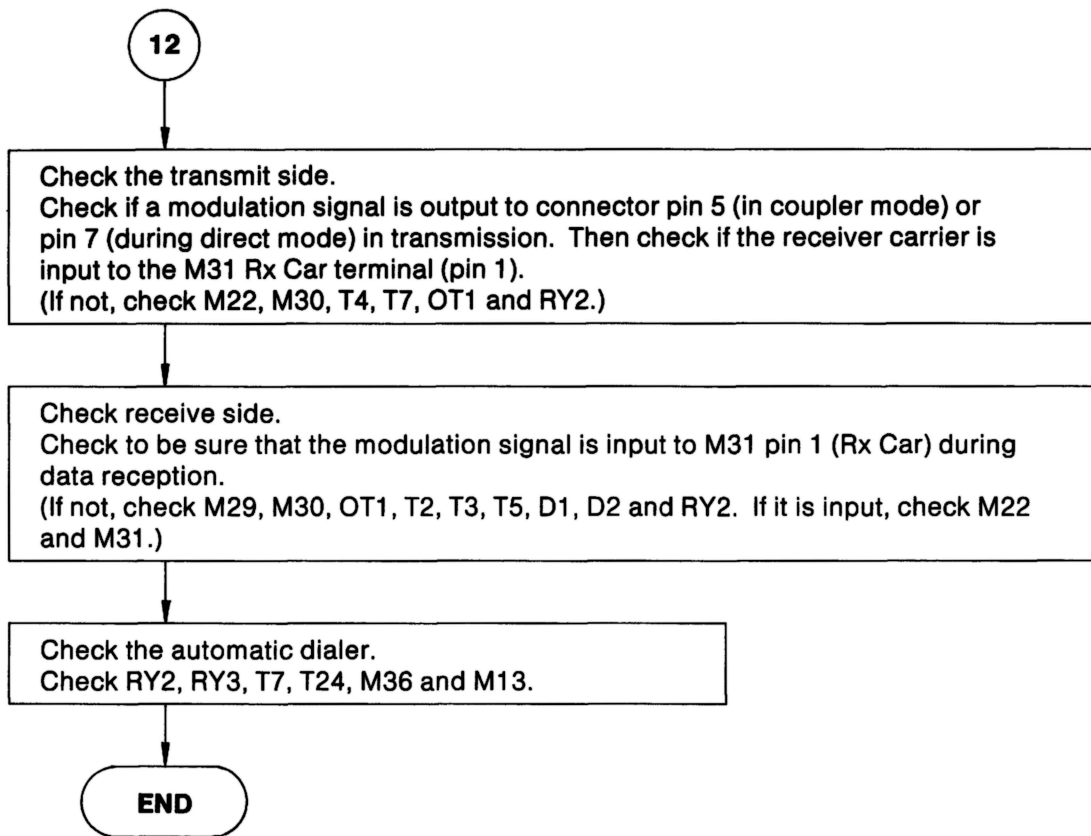 12
Check the transmit side.
Check if a modulation signal is output to connector pin 5 (in coupler mode) or
pin 7 (during direct mode) in transmission. Then check if the receiver carrier is
input to the M31 Rx Car terminal (pin 1).
(If not, check M22, M30, T4, T7, OT1 and RY2.)
Check receive side.
Check to be sure that the modulation signal is input to M31 pin 1 (Rx Car) during
data reception.
(If not, check M29, M30, OT1, T2, T3, T5, D1, D2 and RY2. If it is input, check M22
and M31.)
Check the automatic dialer.
Check RY2, RY3, T7, T24, M36 and M13.
END